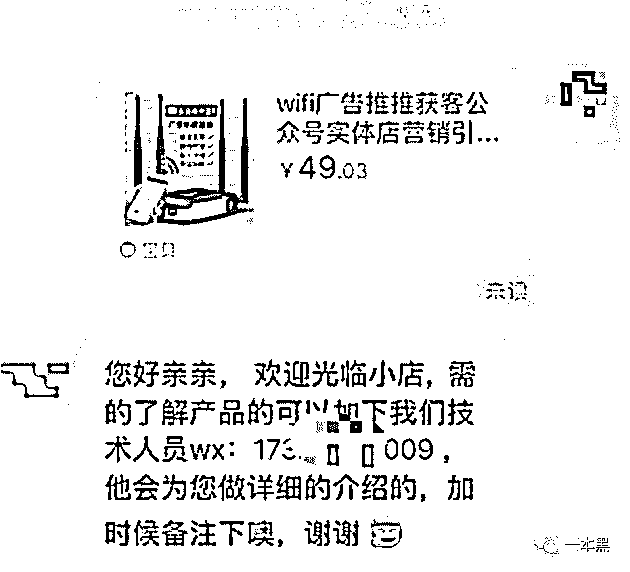 wifi广告推推获客公
众号实体店营销引...
￥49.03
宝贝
未读
您好亲亲，欢迎光临小店，需
的了解产品的可以如下我们技
术人员wx：173. 009，
他会为您做详细的介绍的，加
时候备注下噢，谢谢
一本黑